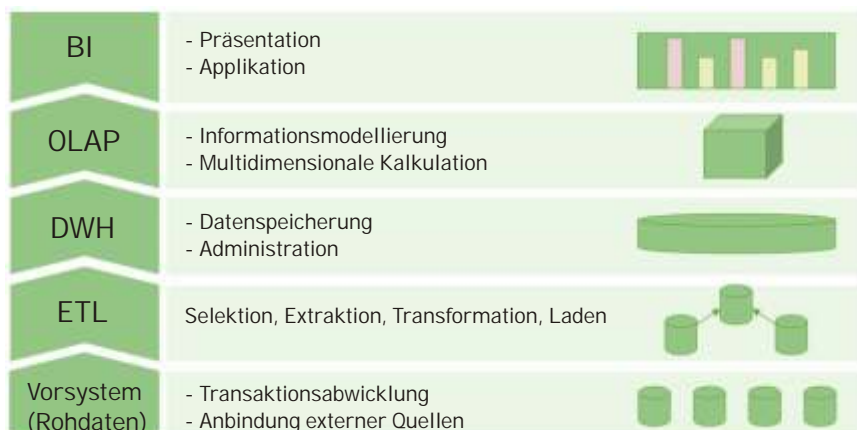 BI
- Präsentation
- Applikation
OLAP
- Informationsmodellierung
- Multidimensionale Kalkulation
DWH
- Datenspeicherung
- Administration
ETL
Selektion, Extraktion, Transformation, Laden
Vorsystem
(Rohdaten)
- Transaktionsabwicklung
- Anbindung externer Quellen